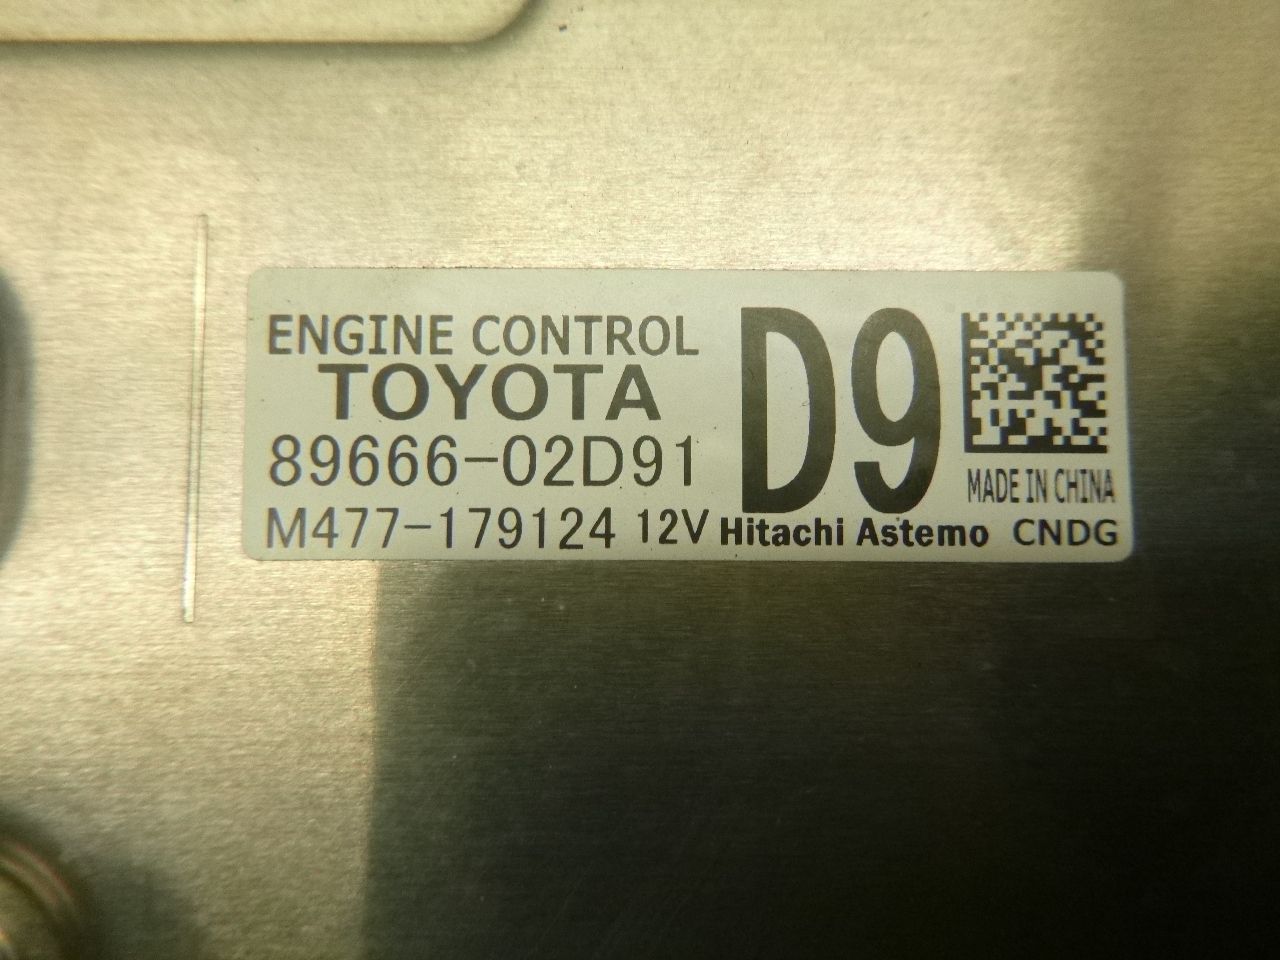 ENGINE CONTROL
TOYOTA
89666-02D91
M477-179124 12V Hitachi Astemo CNDG
D9
MADE IN CHINA